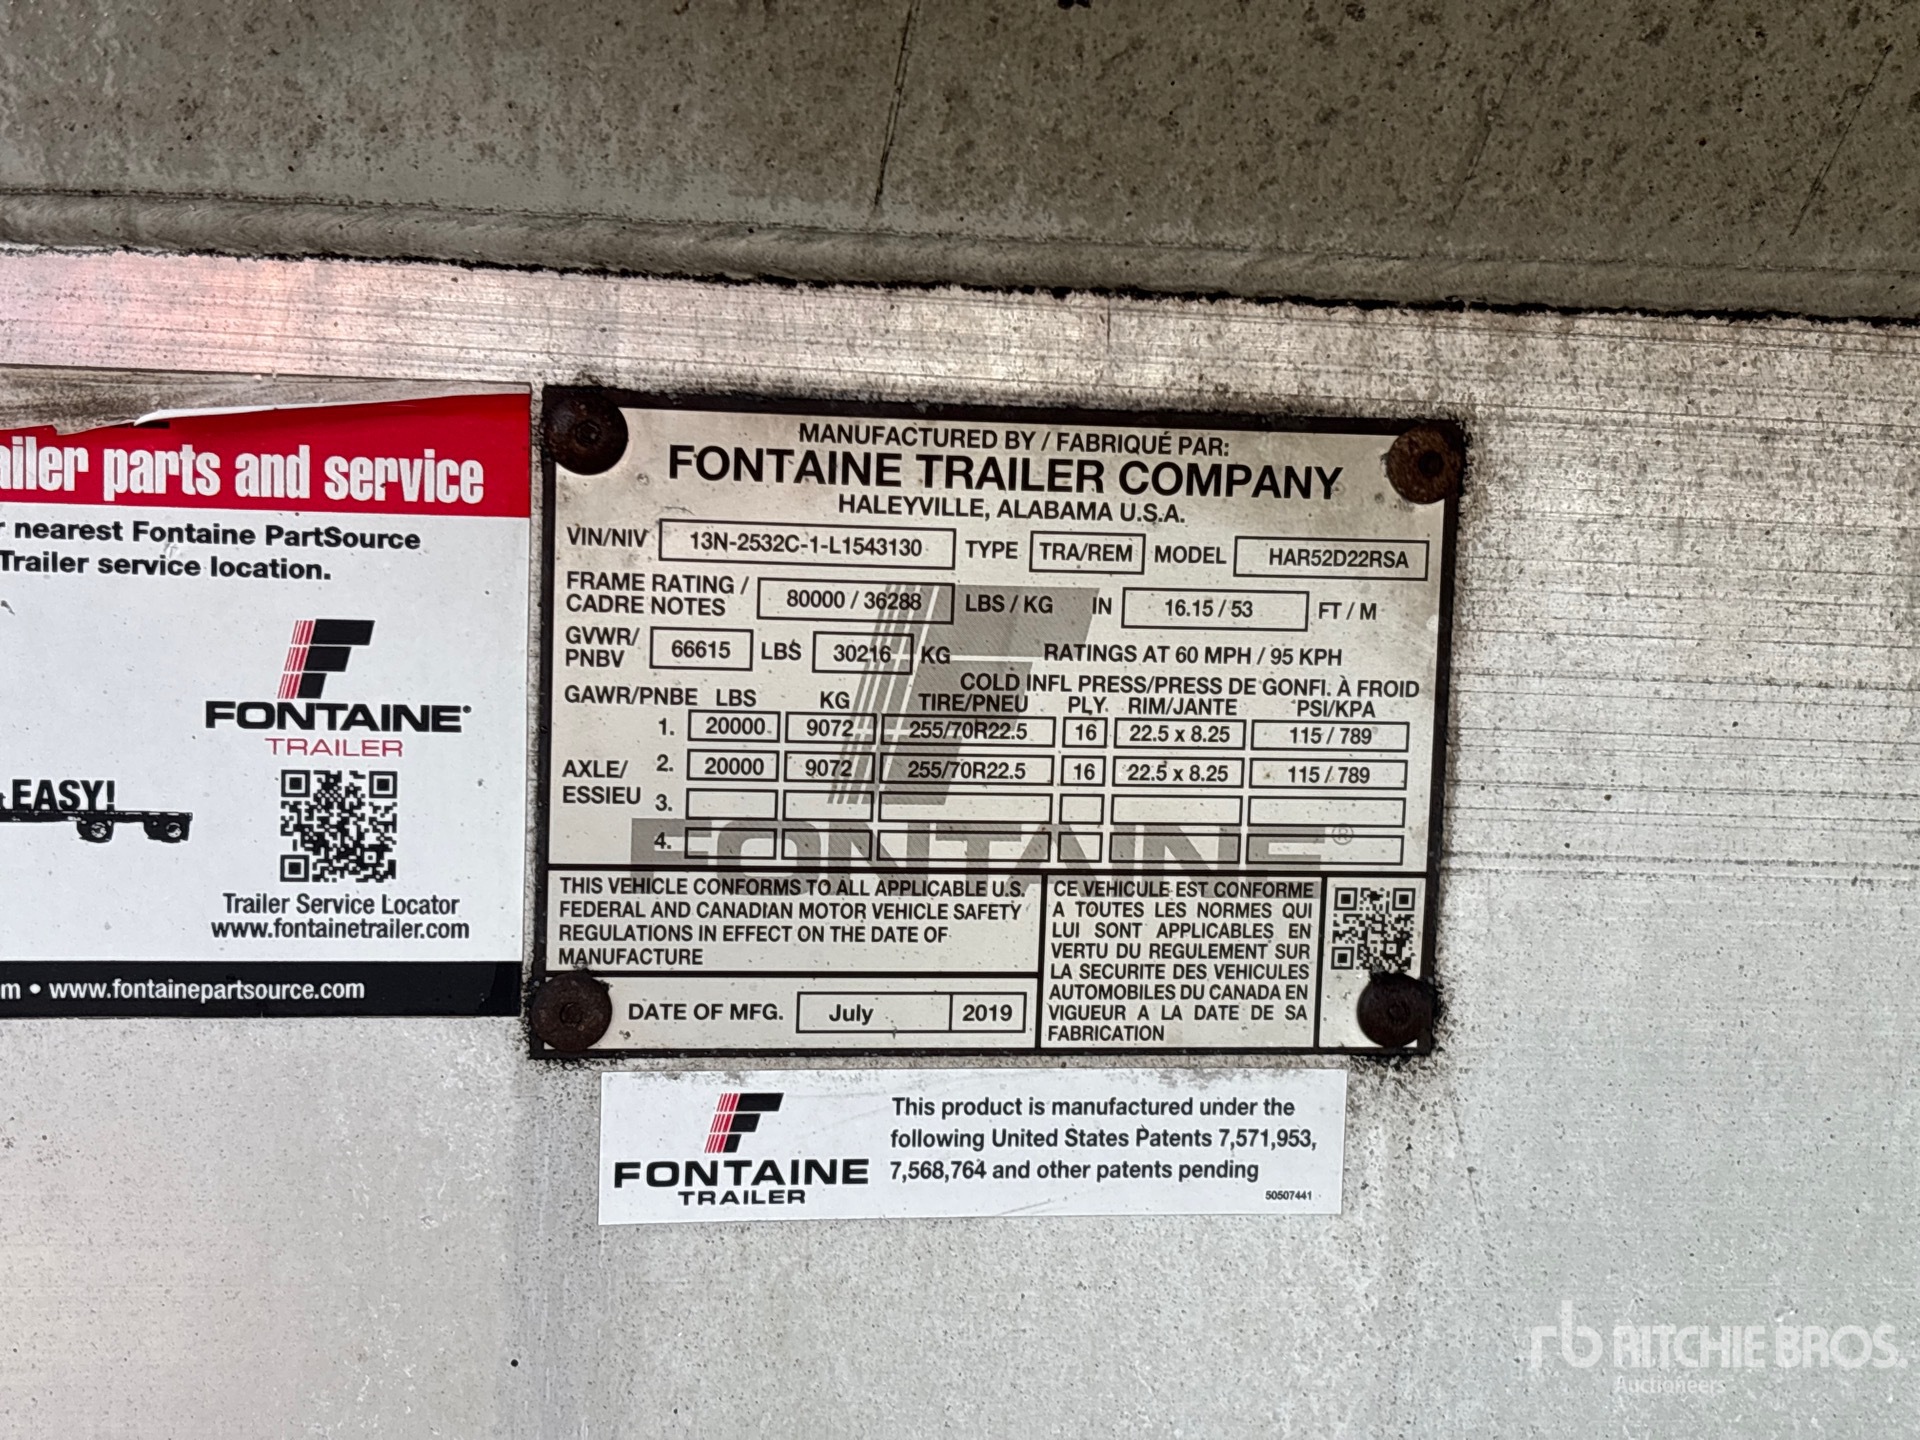 ailer parts and service
r nearest Fontaine PartSource
Trailer service location.
FONTAINE
TRAILER
EASY!
Trailer Service Locator
www.fontainetrailer.com
m • www.fontainepartsource.com
MANUFACTURED BY / FABRIQUÉ PAR:
FONTAINE TRAILER COMPANY
HALEYVILLE, ALABAMA U.S.A.
VIN/NIV 13N-2532C-1-L1543130 TYPE TRA/REM MODEL HAR52D22RSA
FRAME RATING /
CADRE NOTES 80000 / 36288 LBS / KG IN 16.15 / 53 FT / M
GVWR/
PNBV 66615 LBS 30216 KG RATINGS AT 60 MPH / 95 KPH
COLD INFL PRESS/PRESS DE GONFI. À FROID
GAWR/PNBE LBS KG TIRE/PNEU PLY RIM/JANTE PSI/KPA
1. 20000 9072 255/70R22.5 16 22.5 x 8.25 115 / 789
AXLE/
ESSIEU
2. 20000 9072 255/70R22.5 16 22.5 x 8.25 115 / 789
3.
4.
FONTAINE®
THIS VEHICLE CONFORMS TO ALL APPLICABLE U.S.
FEDERAL AND CANADIAN MOTOR VEHICLE SAFETY
REGULATIONS IN EFFECT ON THE DATE OF
MANUFACTURE
DATE OF MFG. July 2019
CE VEHICULE EST CONFORME
A TOUTES LES NORMES QUI
LUI SONT APPLICABLES EN
VERTU DU REGULEMENT SUR
LA SECURITE DES VEHICULES
AUTOMOBILES DU CANADA EN
VIGUEUR A LA DATE DE SA
FABRICATION
FONTAINE
TRAILER
This product is manufactured under the
following United States Patents 7,571,953,
7,568,764 and other patents pending
50507441
rb RITCHIE BROS.
Auctioneers